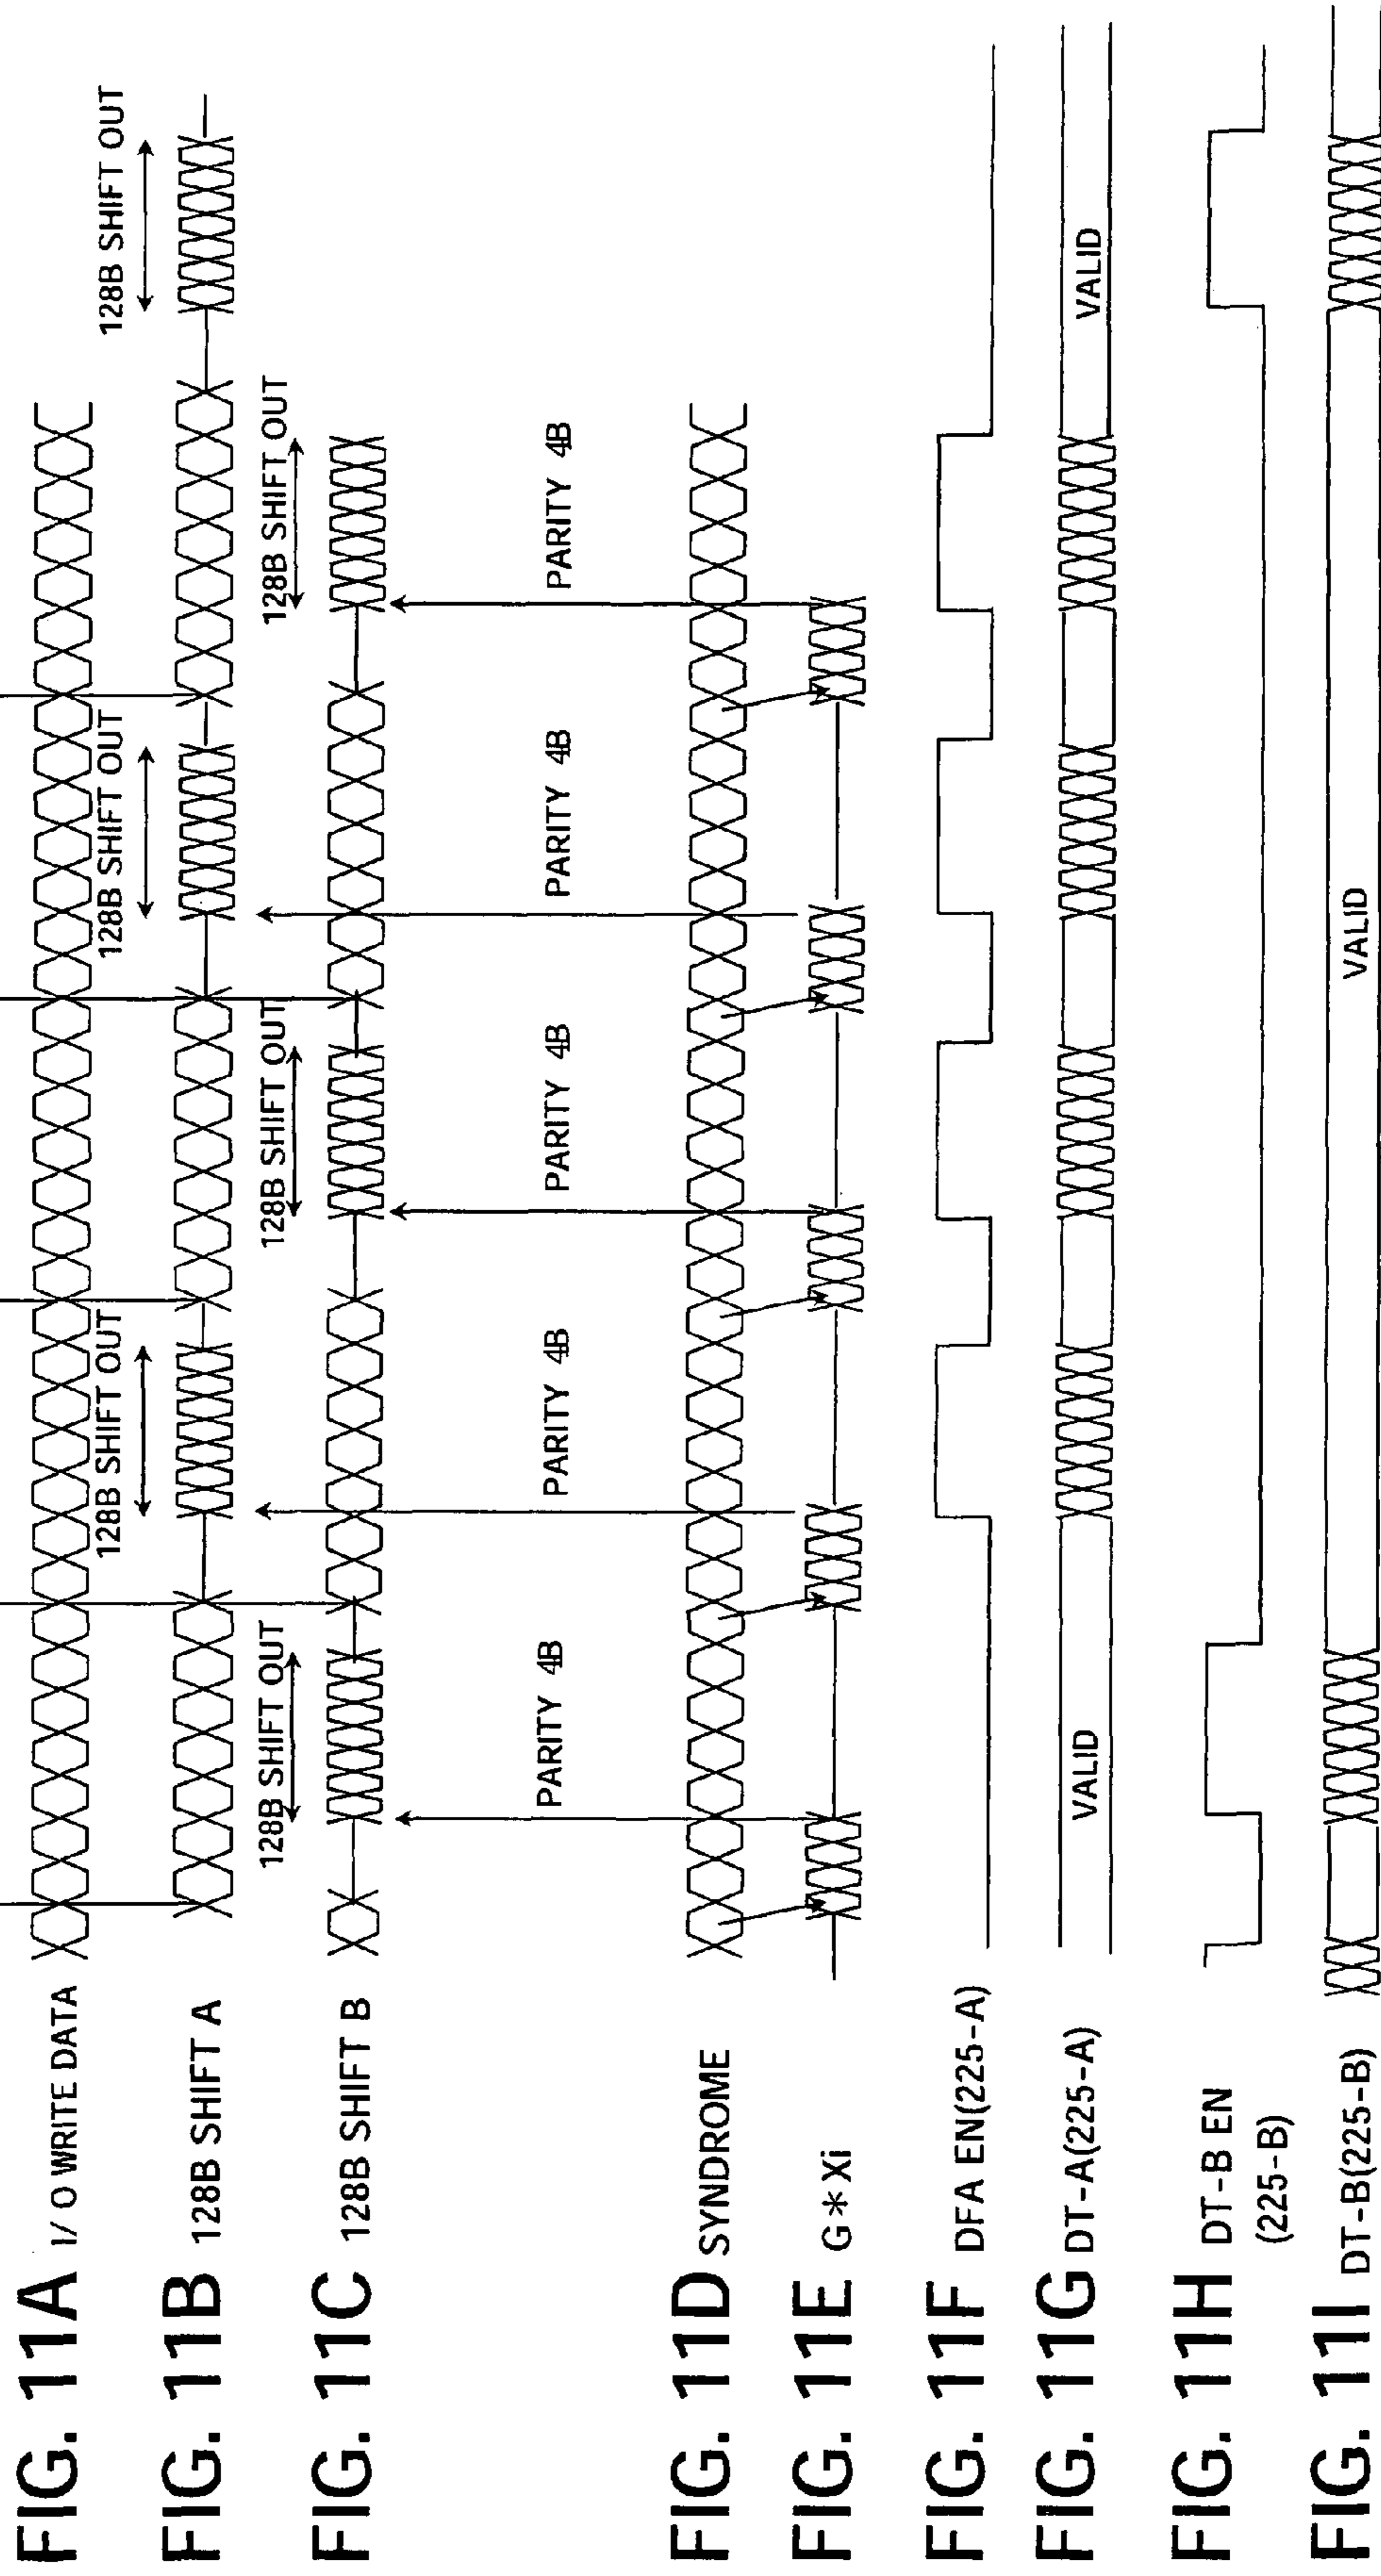 FIG. 11A I/O WRITE DATA
128B SHIFT OUT
128B SHIFT OUT
128B SHIFT OUT
FIG. 11B 128B SHIFT A
128B SHIFT OUT
128B SHIFT OUT
128B SHIFT OUT
FIG. 11C 128B SHIFT B
PARITY 4B
PARITY 4B
PARITY 4B
PARITY 4B
PARITY 4B
FIG. 11D SYNDROME
FIG. 11E G*Xi
FIG. 11F DFA EN(225-A)
FIG. 11G DT-A(225-A)
VALID
VALID
FIG. 11H DT-B EN
(225-B)
FIG. 11I DT-B(225-B)
VALID